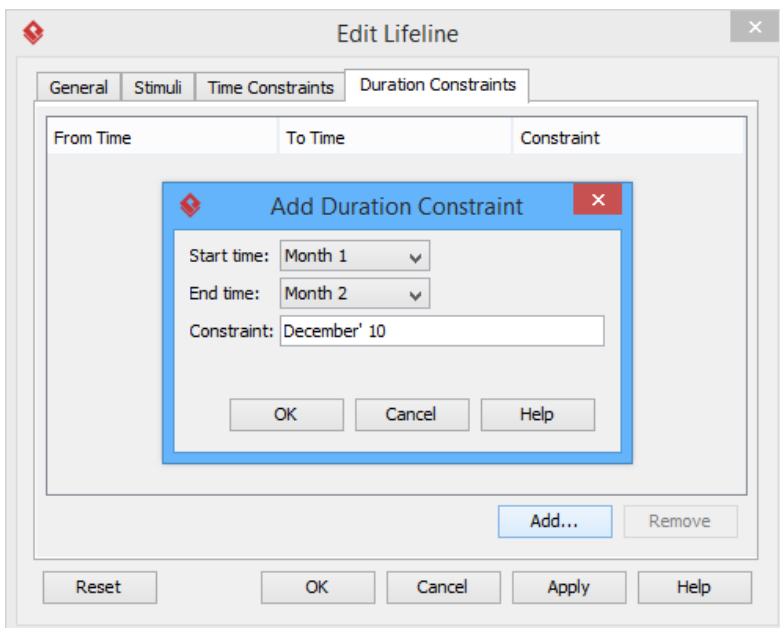 Edit Lifeline
General Stimuli Time Constraints Duration Constraints
From Time To Time Constraint
Add Duration Constraint
Start time: Month 1
End time: Month 2
Constraint: December' 10
OK Cancel Help
Add... Remove
Reset OK Cancel Apply Help